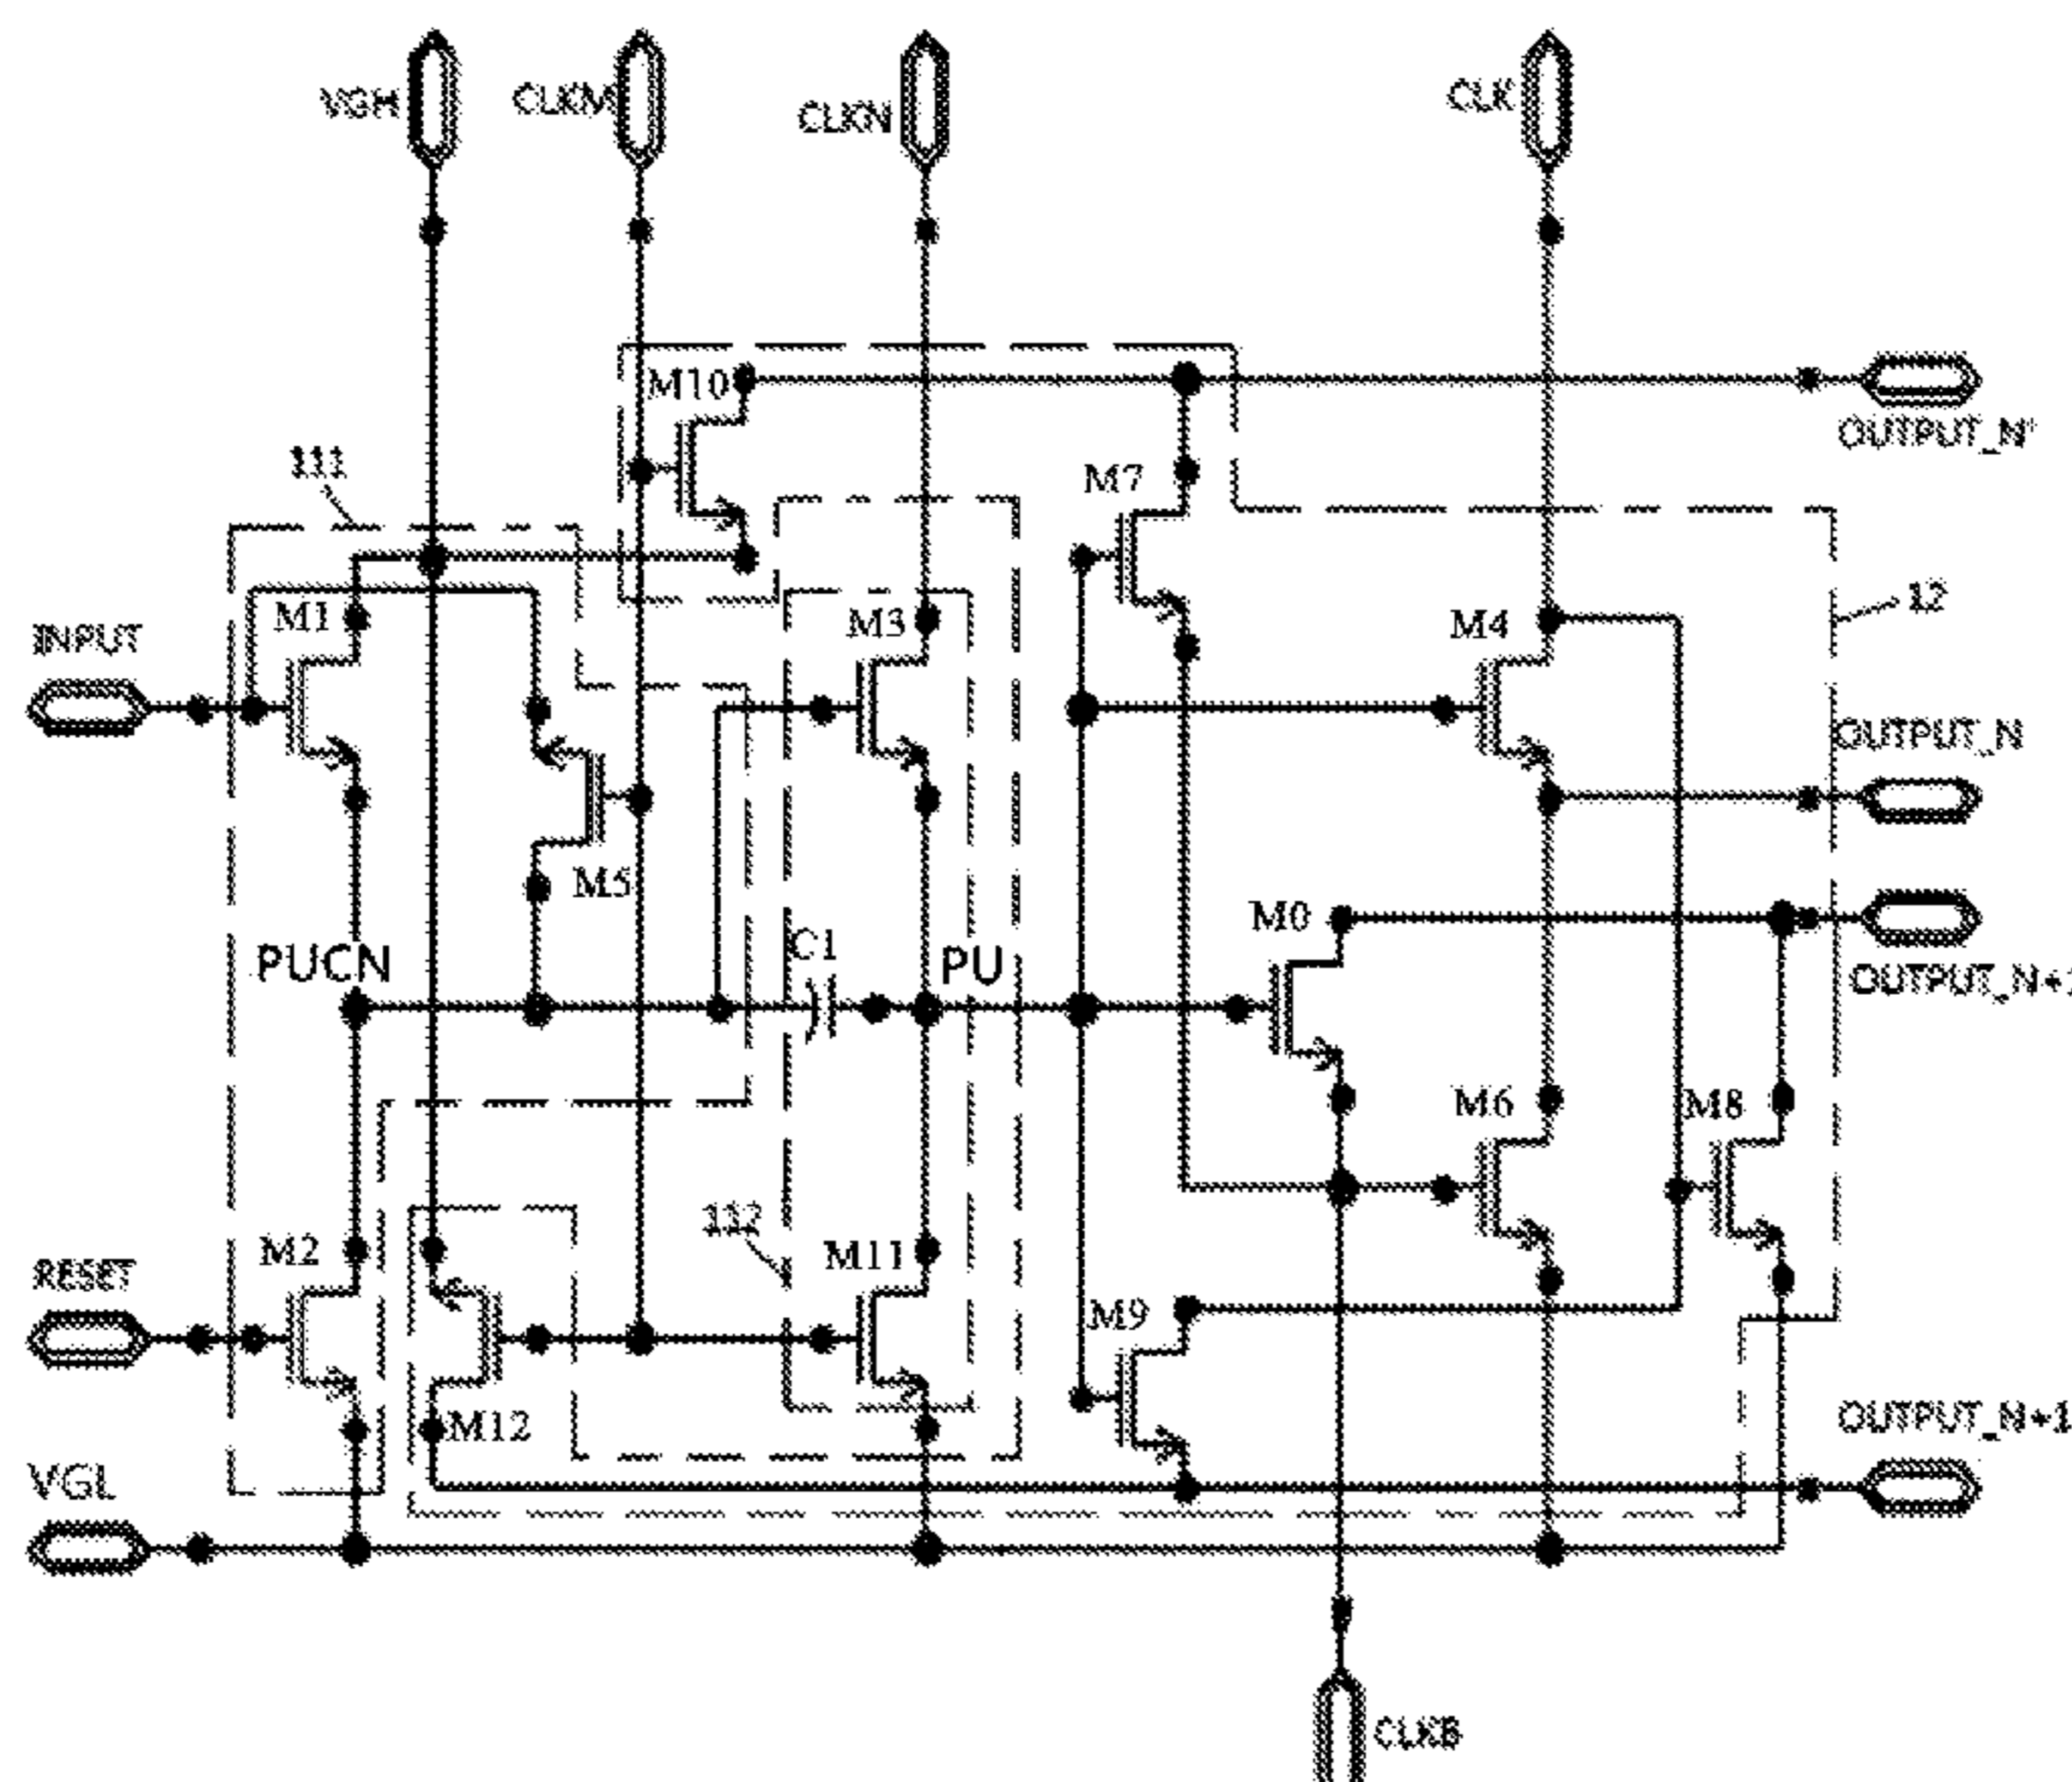 VGH
CLKM
CLKN
CLK
M10
OUTPUT_N'
111
M7
12
M1
M3
M4
INPUT
OUTPUT_N
M5
M0
PUCN
C1
PU
OUTPUT_N+1
M6
M8
112
M2
M11
RESET
M9
M12
OUTPUT_N+1
VGL
CLKB